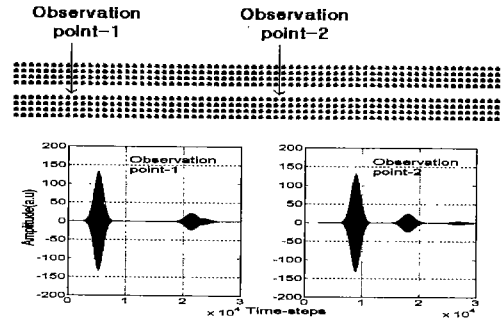 Observation
point-1
Observation
point-2
200
150
100
50
0
-50
-100
-150
-200
Amplitude(a.u)
Observation
point-1
0
1
2
3
× 10⁴
200
150
100
50
0
-50
-100
-150
-200
Observation
point-2
0
1
2
3
× 10⁴
Time-steps